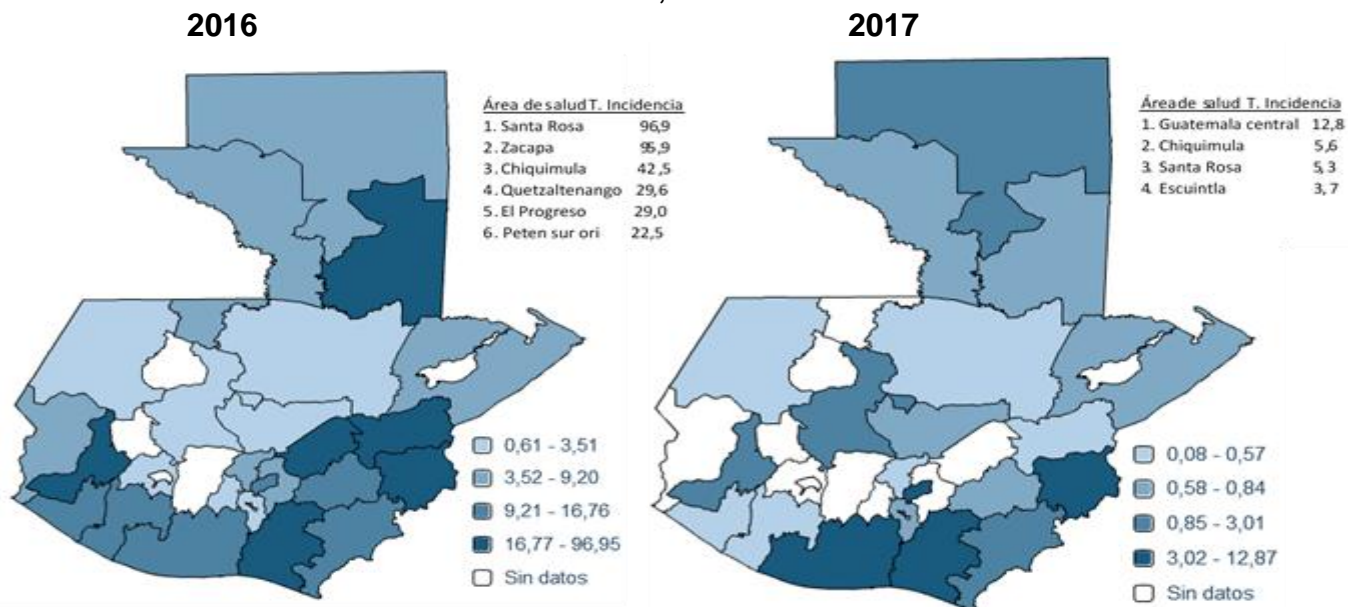 2016
Área de salud T. Incidencia
1. Santa Rosa 96,9
2. Zacapa 95,9
3. Chiquimula 42,5
4. Quetzaltenango 29,6
5. El Progreso 29,0
6. Peten sur ori 22,5
0,61 - 3,51
3,52 - 9,20
9,21 - 16,76
16,77 - 96,95
Sin datos
2017
Área de salud T. Incidencia
1. Guatemala central 12,8
2. Chiquimula 5,6
3. Santa Rosa 5,3
4. Escuintla 3,7
0,08 - 0,57
0,58 - 0,84
0,85 - 3,01
3,02 - 12,87
Sin datos